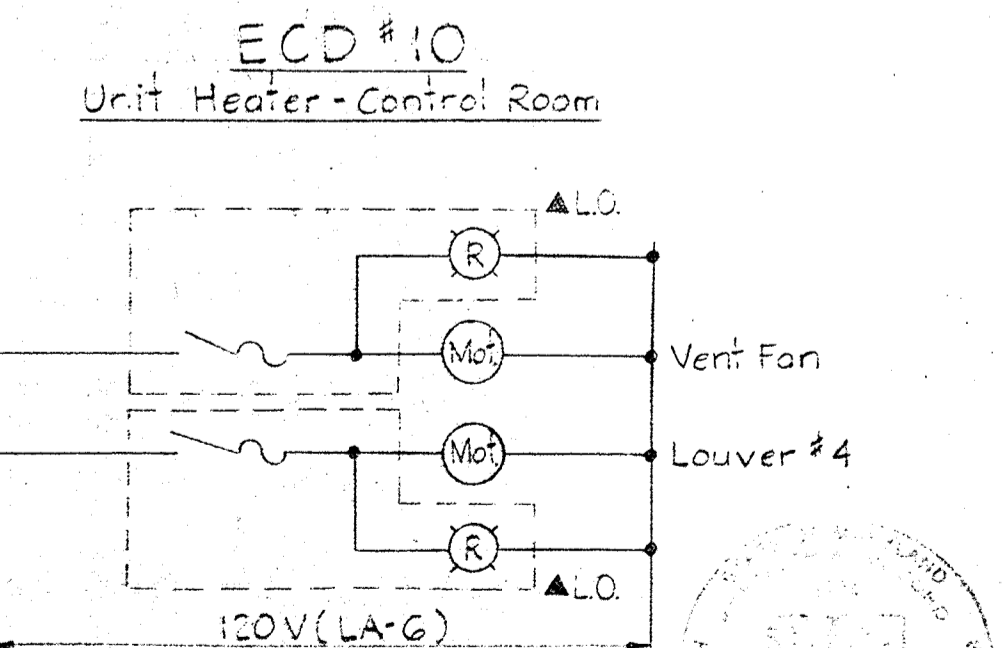 ECD #10
Unit Heater - Control Room
▲L.O.
R
Mot.
Vent Fan
Mot.
Louver #4
R
▲L.O.
120V(LA-6)